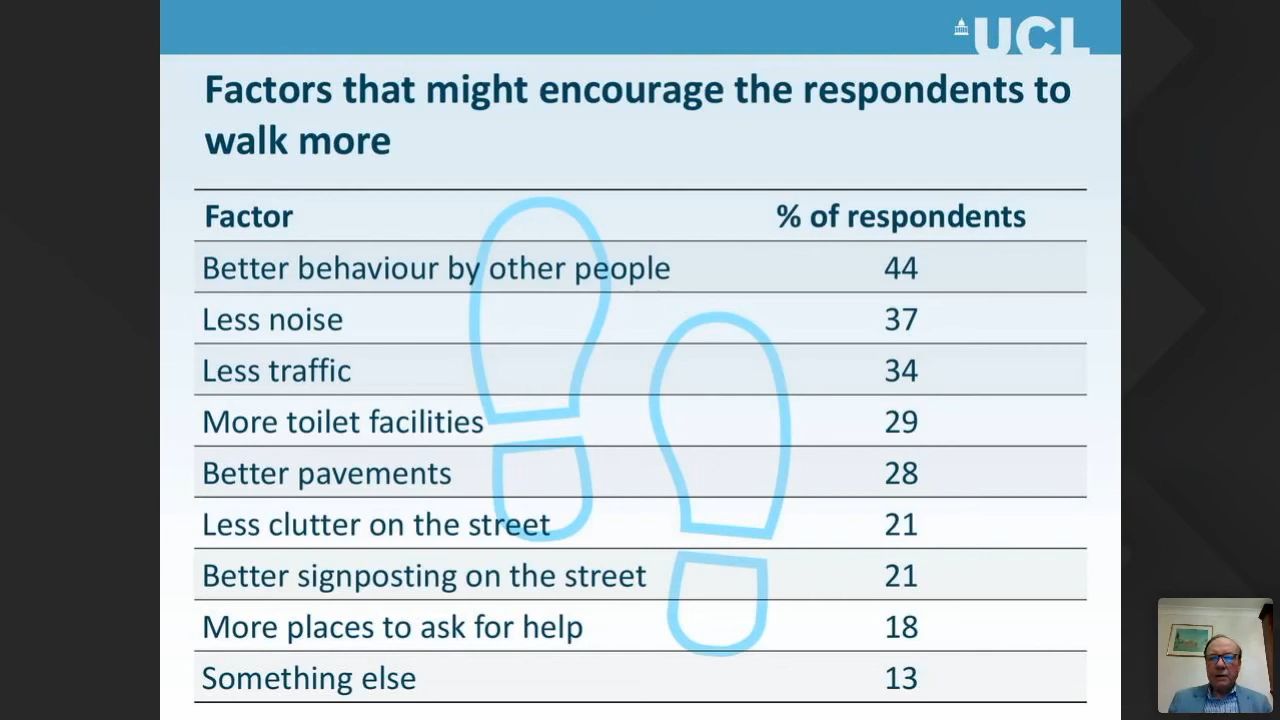 UCL
Factors that might encourage the respondents to
walk more
Factor % of respondents
Better behaviour by other people 44
Less noise 37
Less traffic 34
More toilet facilities 29
Better pavements 28
Less clutter on the street 21
Better signposting on the street 21
More places to ask for help 18
Something else 13